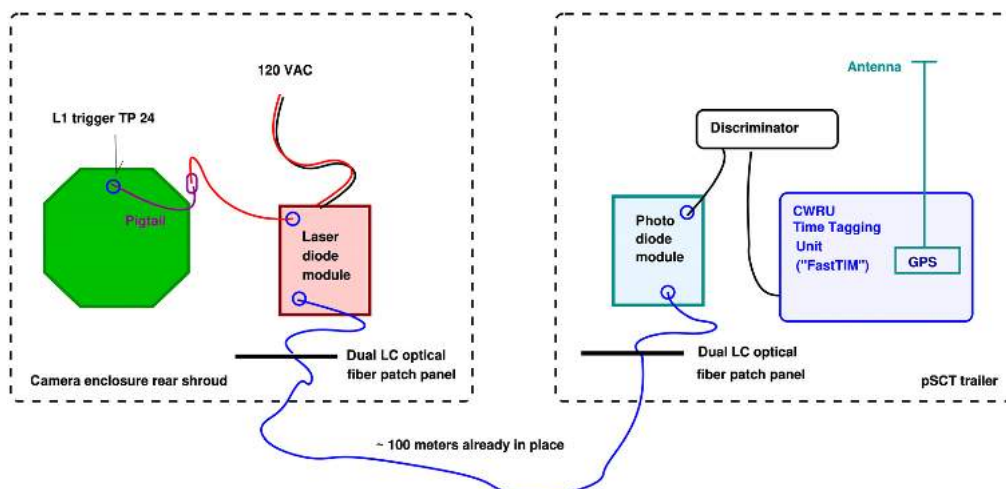 120 VAC
L1 trigger TP 24
Pigtail
Laser
diode
module
Dual LC optical
fiber patch panel
Camera enclosure rear shroud
~ 100 meters already in place
Antenna
Discriminator
Photo
diode
module
CWRU
Time Tagging
Unit
("FastTIM")
GPS
Dual LC optical
fiber patch panel
pSCT trailer